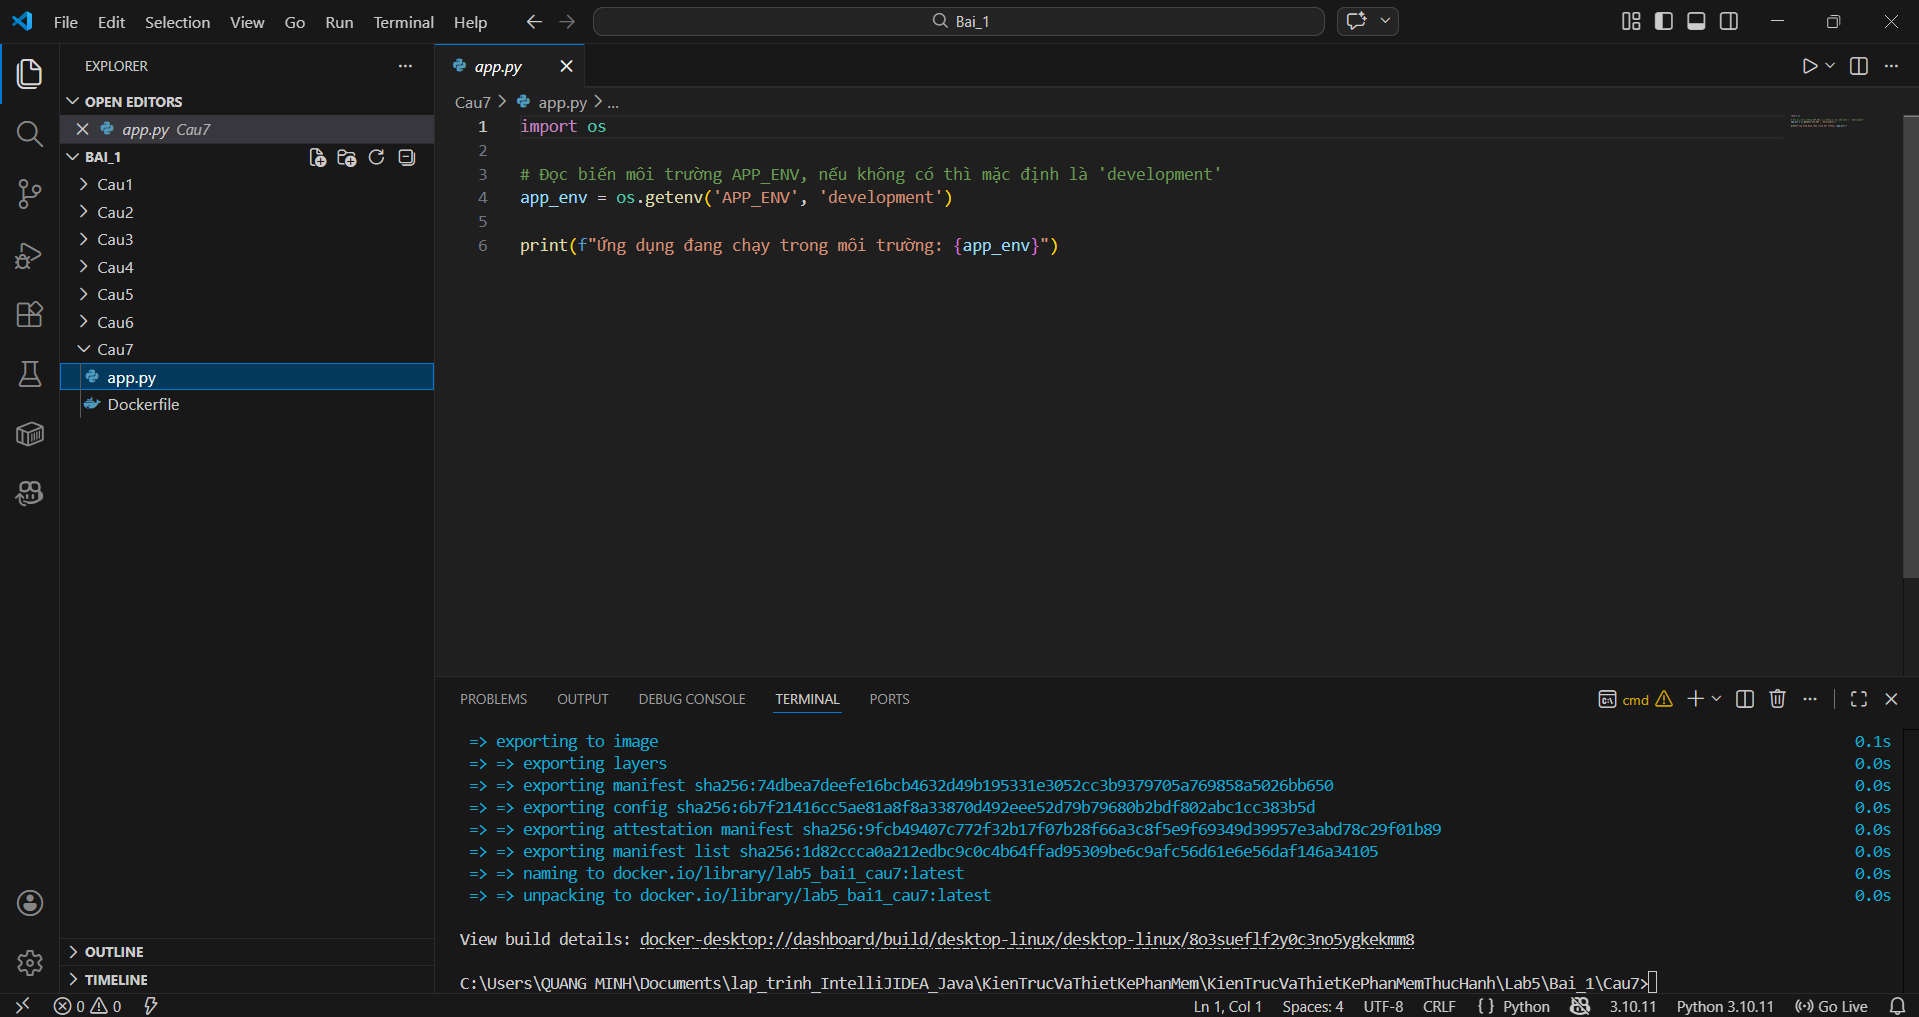 File Edit Selection View Go Run Terminal Help
Bai_1
EXPLORER
OPEN EDITORS
app.py Cau7
BAI_1
Cau1
Cau2
Cau3
Cau4
Cau5
Cau6
Cau7
app.py
Dockerfile
OUTLINE
TIMELINE
app.py
Cau7 > app.py > ...
1 import os
2
3 # Đọc biến môi trường APP_ENV, nếu không có thì mặc định là 'development'
4 app_env = os.getenv('APP_ENV', 'development')
5
6 print(f"Ứng dụng đang chạy trong môi trường: {app_env}")
PROBLEMS OUTPUT DEBUG CONSOLE TERMINAL PORTS
cmd
=> exporting to image 0.1s
=> => exporting layers 0.0s
=> => exporting manifest sha256:74dbea7deefe16bcb4632d49b195331e3052cc3b9379705a769858a5026bb650 0.0s
=> => exporting config sha256:6b7f21416cc5ae81a8f8a33870d492eee52d79b79680b2bdf802abc1cc383b5d 0.0s
=> => exporting attestation manifest sha256:9fcb49407c772f32b17f07b28f66a3c8f5e9f69349d39957e3abd78c29f01b89 0.0s
=> => exporting manifest list sha256:1d82ccca0a212edbc9c0c4b64ffad95309be6c9afc56d61e6e56daf146a34105 0.0s
=> => naming to docker.io/library/lab5_bai1_cau7:latest 0.0s
=> => unpacking to docker.io/library/lab5_bai1_cau7:latest 0.0s
View build details: docker-desktop://dashboard/build/desktop-linux/desktop-linux/8o3sueflf2y0c3no5ygkekmm8
C:\Users\QUANG MINH\Documents\lap_trinh_IntelliJIDEA_Java\KienTrucVaThietKePhanMem\KienTrucVaThietKePhanMemThucHanh\Lab5\Bai_1\Cau7>
0 0
Ln 1, Col 1 Spaces: 4 UTF-8 CRLF {} Python 3.10.11 Python 3.10.11 Go Live